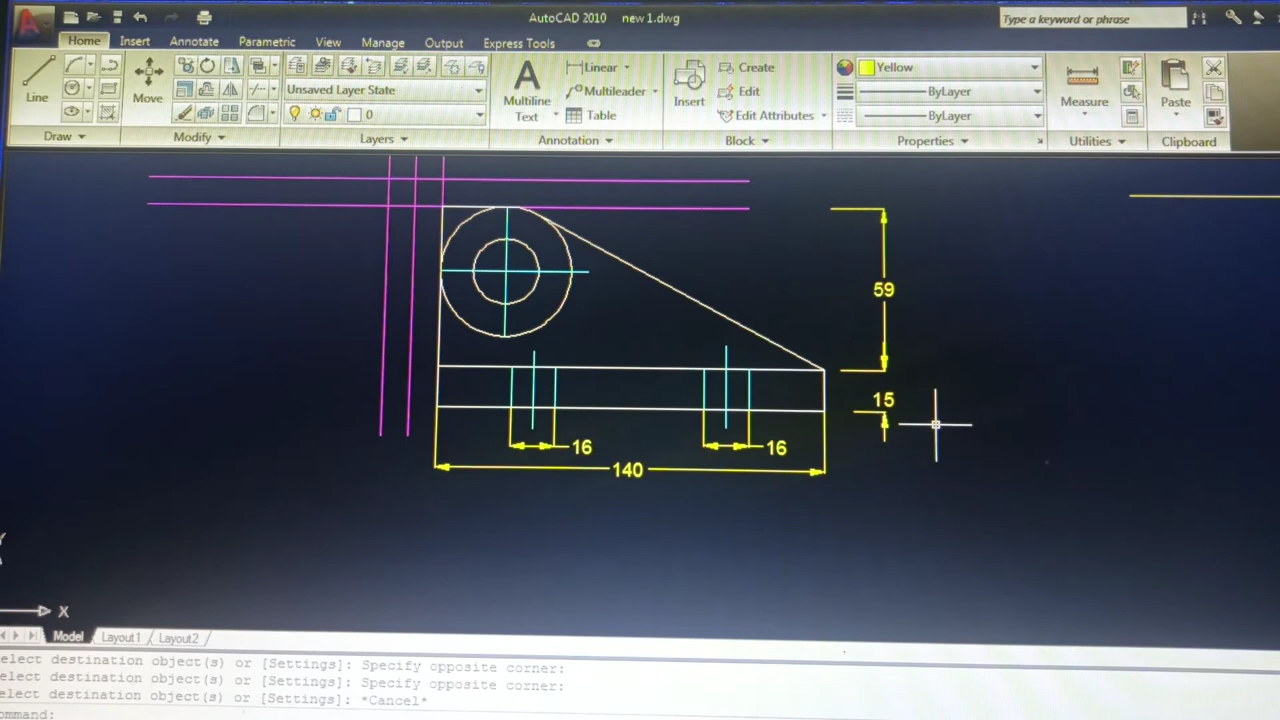 AutoCAD 2010 new 1.dwg
Type a keyword or phrase
Home Insert Annotate Parametric View Manage Output Express Tools
Line
Move
Unsaved Layer State
0
Multiline
Text
Linear
Multileader
Table
Insert
Create
Edit
Edit Attributes
Yellow
ByLayer
ByLayer
Measure
Paste
Draw Modify Layers Annotation Block Properties Utilities Clipboard
59
15
16
16
140
X
Model Layout1 Layout2
elect destination object(s) or [Settings]: Specify opposite corner:
elect destination object(s) or [Settings]: Specify opposite corner:
elect destination object(s) or [Settings]: *Cancel*
ommand: